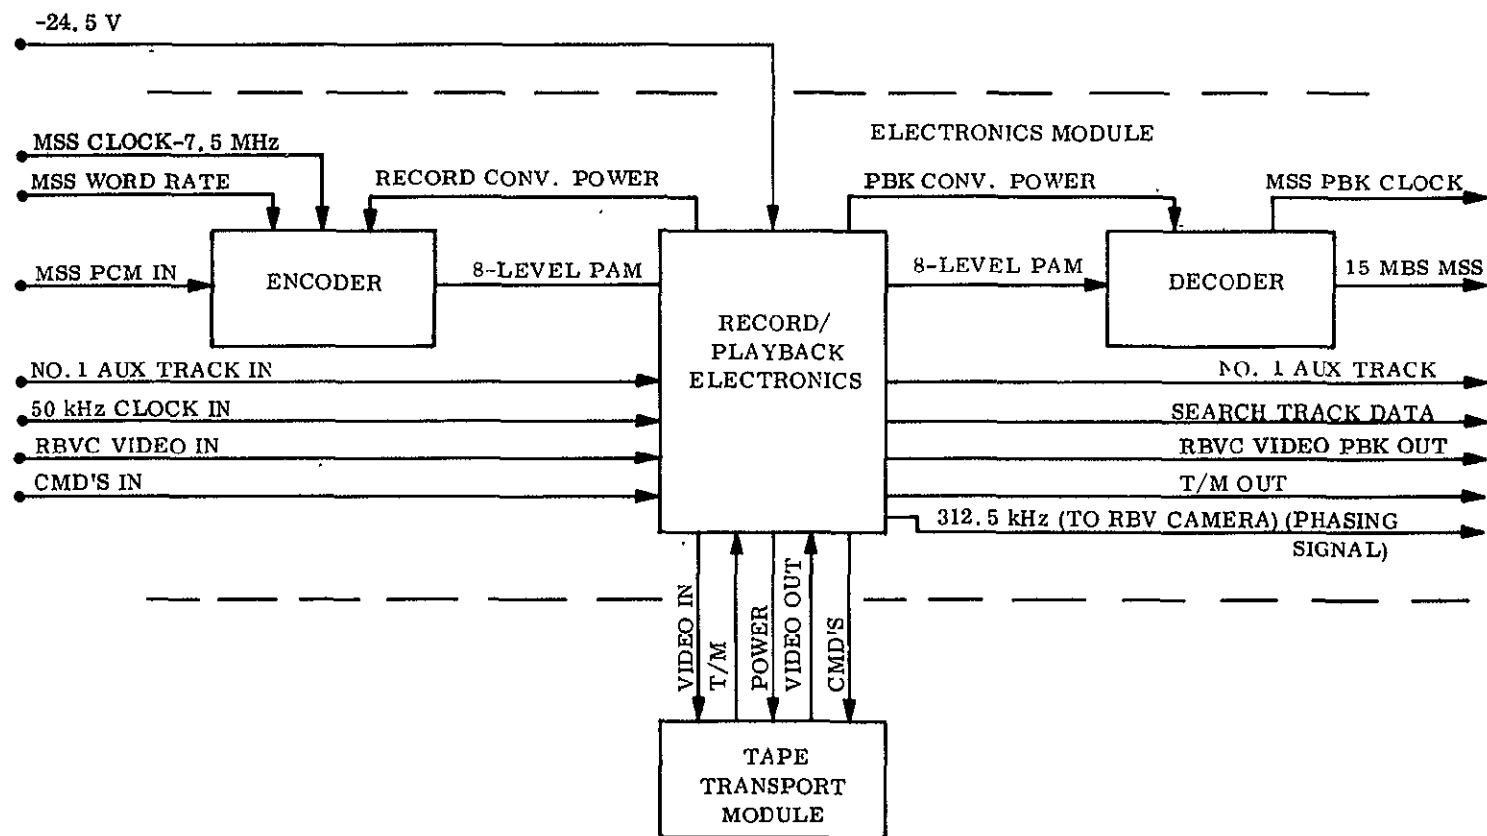 -24.5 V
ELECTRONICS MODULE
MSS CLOCK-7.5 MHz
MSS WORD RATE
RECORD CONV. POWER
PBK CONV. POWER
MSS PBK CLOCK
MSS PCM IN
ENCODER
8-LEVEL PAM
8-LEVEL PAM
DECODER
15 MBS MSS
RECORD/
PLAYBACK
ELECTRONICS
NO. 1 AUX TRACK IN
50 kHz CLOCK IN
RBVC VIDEO IN
CMD'S IN
NO. 1 AUX TRACK
SEARCH TRACK DATA
RBVC VIDEO PBK OUT
T/M OUT
312.5 kHz (TO RBV CAMERA) (PHASING
SIGNAL)
VIDEO IN
T/M
POWER
VIDEO OUT
CMD'S
TAPE
TRANSPORT
MODULE